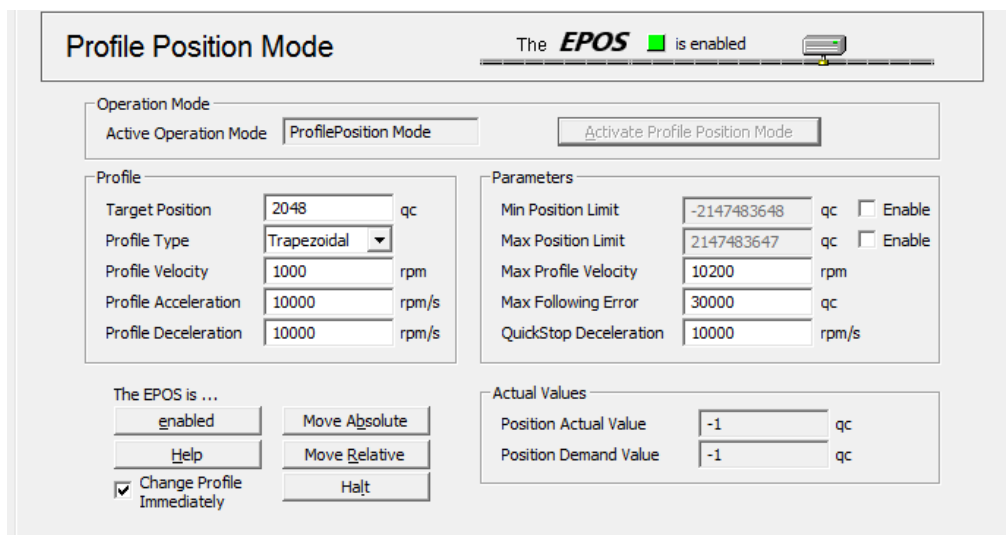 Profile Position Mode
The EPOS is enabled
Operation Mode
Active Operation Mode ProfilePosition Mode Activate Profile Position Mode
Profile
Target Position 2048 qc
Profile Type Trapezoidal
Profile Velocity 1000 rpm
Profile Acceleration 10000 rpm/s
Profile Deceleration 10000 rpm/s
Parameters
Min Position Limit -2147483648 qc Enable
Max Position Limit 2147483647 qc Enable
Max Profile Velocity 10200 rpm
Max Following Error 30000 qc
QuickStop Deceleration 10000 rpm/s
The EPOS is ...
enabled Move Absolute
Help Move Relative
Change Profile
Immediately
Halt
Actual Values
Position Actual Value -1 qc
Position Demand Value -1 qc